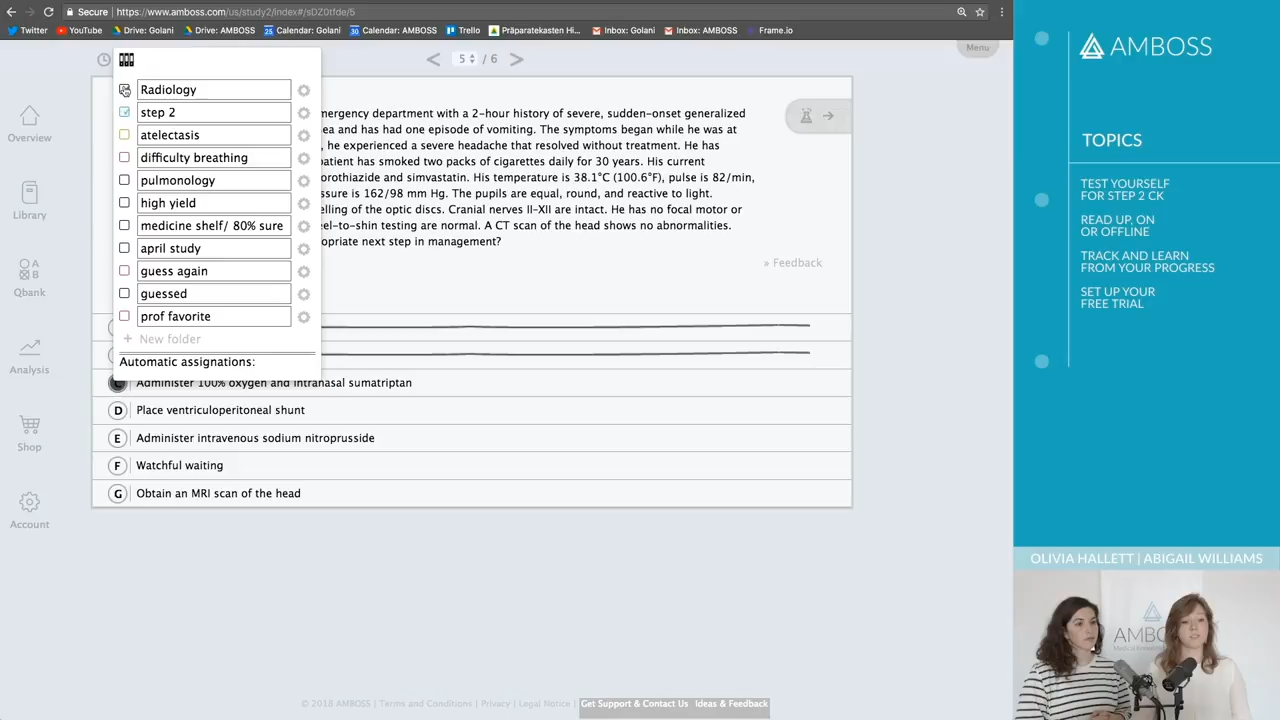 Secure
https://www.amboss.com/us/study2/index#/sDZ0tfde/5
Twitter
YouTube
Drive: Golani
Drive: AMBOSS
Calendar: Golani
Calendar: AMBOSS
Trello
Präparatekasten Hi...
Inbox: Golani
Inbox: AMBOSS
Frame.io
5 / 6
Menu
Overview
Library
Qbank
Analysis
Shop
Account
Radiology
step 2
atelectasis
difficulty breathing
pulmonology
high yield
medicine shelf/ 80% sure
april study
guess again
guessed
prof favorite
+ New folder
Automatic assignations:
mergency department with a 2-hour history of severe, sudden-onset generalized
ea and has had one episode of vomiting. The symptoms began while he was at
, he experienced a severe headache that resolved without treatment. He has
patient has smoked two packs of cigarettes daily for 30 years. His current
orothiazide and simvastatin. His temperature is 38.1°C (100.6°F), pulse is 82/min,
ssure is 162/98 mm Hg. The pupils are equal, round, and reactive to light.
elling of the optic discs. Cranial nerves II-XII are intact. He has no focal motor or
eel-to-shin testing are normal. A CT scan of the head shows no abnormalities.
opriate next step in management?
» Feedback
C Administer 100% oxygen and intranasal sumatriptan
D Place ventriculoperitoneal shunt
E Administer intravenous sodium nitroprusside
F Watchful waiting
G Obtain an MRI scan of the head
© 2018 AMBOSS | Terms and Conditions | Privacy | Legal Notice | Get Support & Contact Us Ideas & Feedback
AMBOSS
TOPICS
TEST YOURSELF
FOR STEP 2 CK
READ UP, ON
OR OFFLINE
TRACK AND LEARN
FROM YOUR PROGRESS
SET UP YOUR
FREE TRIAL
OLIVIA HALLETT | ABIGAIL WILLIAMS
AMBO